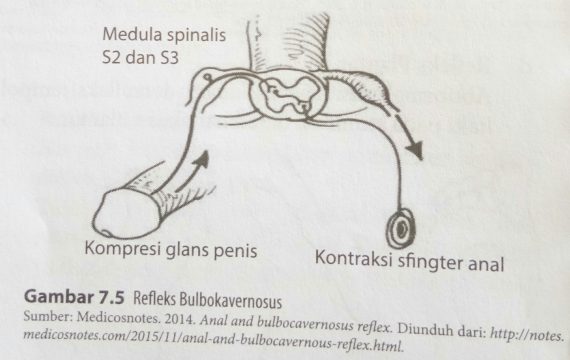 Medula spinalis
S2 dan S3
Kompresi glans penis
Kontraksi sfingter anal
Gambar 7.5 Refleks Bulbokavernosus
Sumber: Medicosnotes. 2014. Anal and bulbocavernosus reflex. Diunduh dari: http://notes.
medicosnotes.com/2015/11/anal-and-bulbocavernosus-reflex.html.